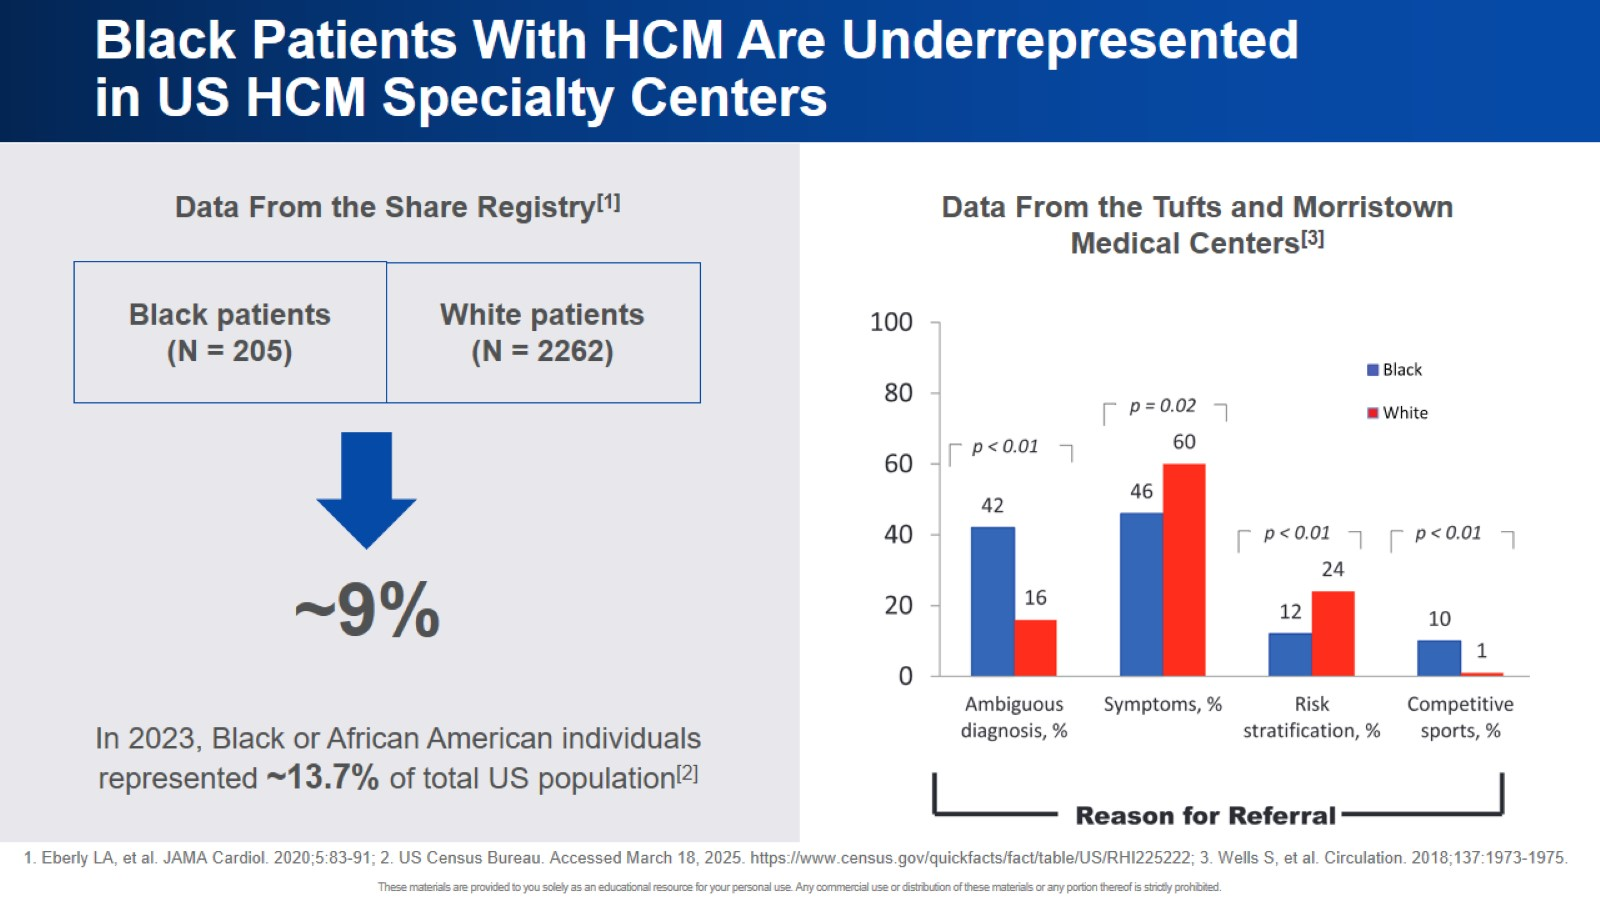 Black Patients With HCM Are Underrepresented
in US HCM Specialty Centers
Data From the Share Registry[1]
Black patients
(N = 205)
White patients
(N = 2262)
~9%
In 2023, Black or African American individuals
represented ~13.7% of total US population[2]
Data From the Tufts and Morristown
Medical Centers[3]
100
80
60
40
20
0
Black
White
p < 0.01
p = 0.02
p < 0.01
p < 0.01
42
16
46
60
12
24
10
1
Ambiguous
diagnosis, %
Symptoms, %
Risk
stratification, %
Competitive
sports, %
Reason for Referral
1. Eberly LA, et al. JAMA Cardiol. 2020;5:83-91; 2. US Census Bureau. Accessed March 18, 2025. https://www.census.gov/quickfacts/fact/table/US/RHI225222; 3. Wells S, et al. Circulation. 2018;137:1973-1975.
These materials are provided to you solely as an educational resource for your personal use. Any commercial use or distribution of these materials or any portion thereof is strictly prohibited.